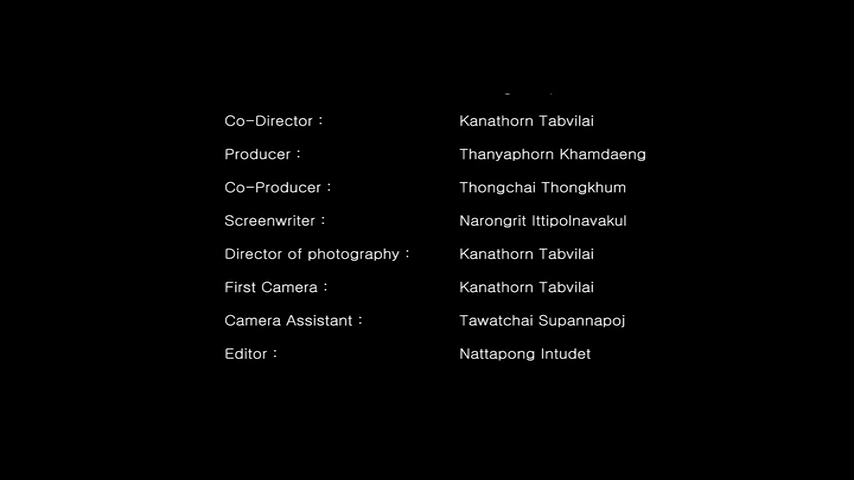 Co-Director : Kanathorn Tabvilai
Producer : Thanyaphorn Khamdaeng
Co-Producer : Thongchai Thongkhum
Screenwriter : Narongrit Ittipolnavakul
Director of photography : Kanathorn Tabvilai
First Camera : Kanathorn Tabvilai
Camera Assistant : Tawatchai Supannapoj
Editor : Nattapong Intudet